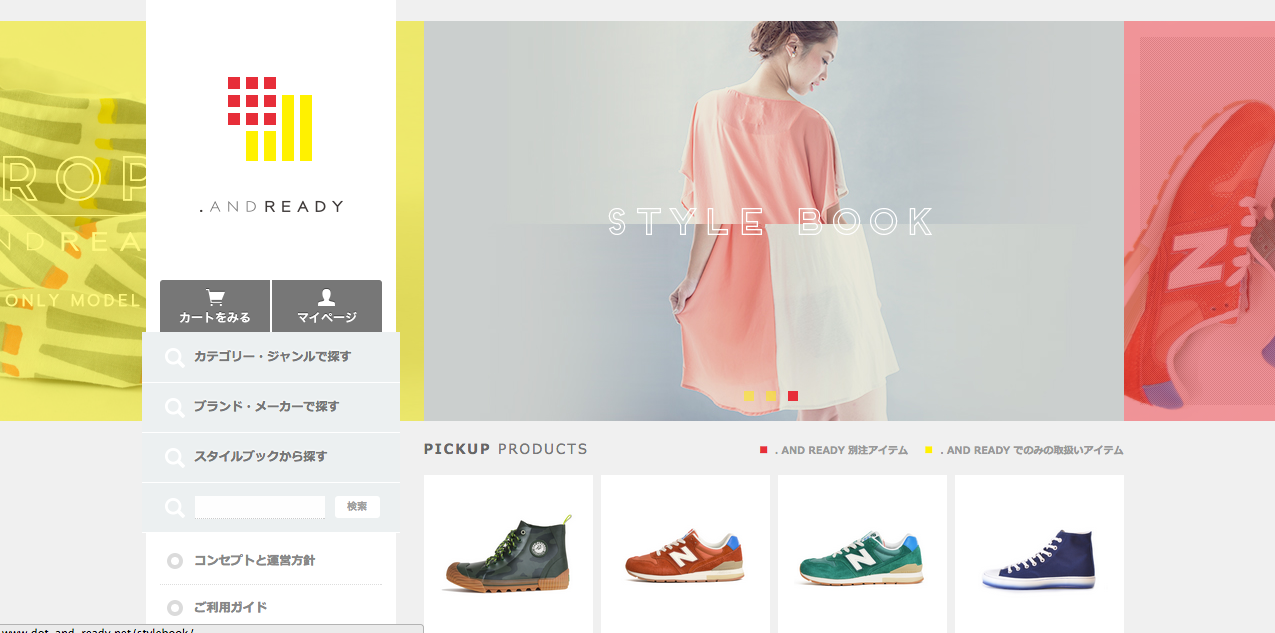 ROP
ND REA
ONLY MODEL
.ANDREADY
カートをみる
マイページ
カテゴリー・ジャンルで探す
ブランド・メーカーで探す
スタイルブックから探す
検索
コンセプトと運営方針
ご利用ガイド
STYLE BOOK
N
PICKUP PRODUCTS
. AND READY 別注アイテム
. AND READY でのみの取扱いアイテム
N
N
www.dot-and-ready.net/stylebook/